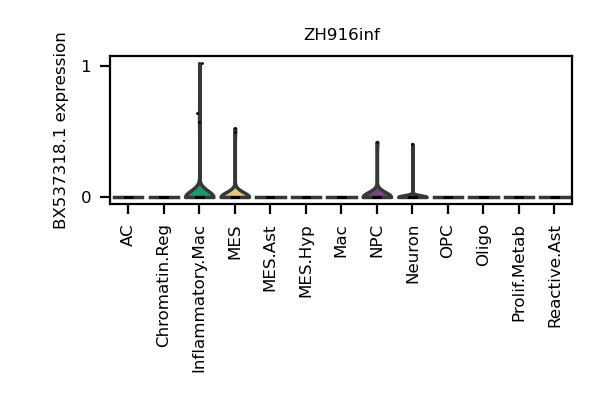 ZH916inf
BX537318.1 expression
1
0
AC
Chromatin.Reg
Inflammatory.Mac
MES
MES.Ast
MES.Hyp
Mac
NPC
Neuron
OPC
Oligo
Prolif.Metab
Reactive.Ast